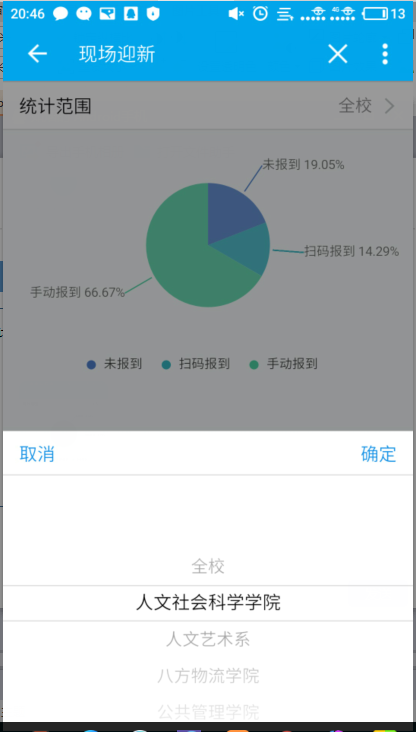 20:46 13
现场迎新
统计范围 全校
未报到 19.05%
扫码报到 14.29%
手动报到 66.67%
未报到 扫码报到 手动报到
取消 确定
全校
人文社会科学学院
人文艺术系
八方物流学院
公共管理学院